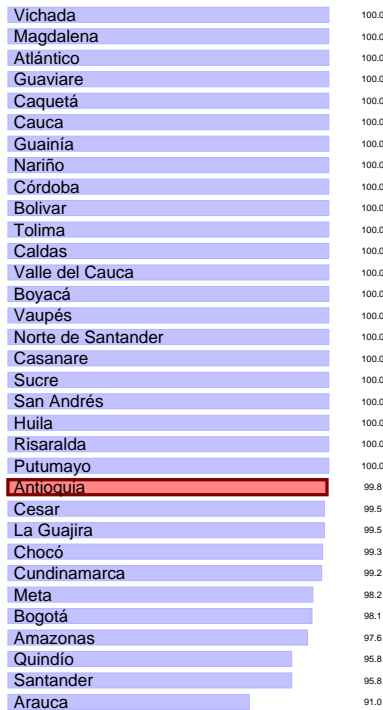 Vichada 100.0
Magdalena 100.0
Atlántico 100.0
Guaviare 100.0
Caquetá 100.0
Cauca 100.0
Guainía 100.0
Nariño 100.0
Córdoba 100.0
Bolivar 100.0
Tolima 100.0
Caldas 100.0
Valle del Cauca 100.0
Boyacá 100.0
Vaupés 100.0
Norte de Santander 100.0
Casanare 100.0
Sucre 100.0
San Andrés 100.0
Huila 100.0
Risaralda 100.0
Putumayo 100.0
Antioquia 99.8
Cesar 99.5
La Guajira 99.5
Chocó 99.3
Cundinamarca 99.2
Meta 98.2
Bogotá 98.1
Amazonas 97.6
Quindío 95.8
Santander 95.8
Arauca 91.0